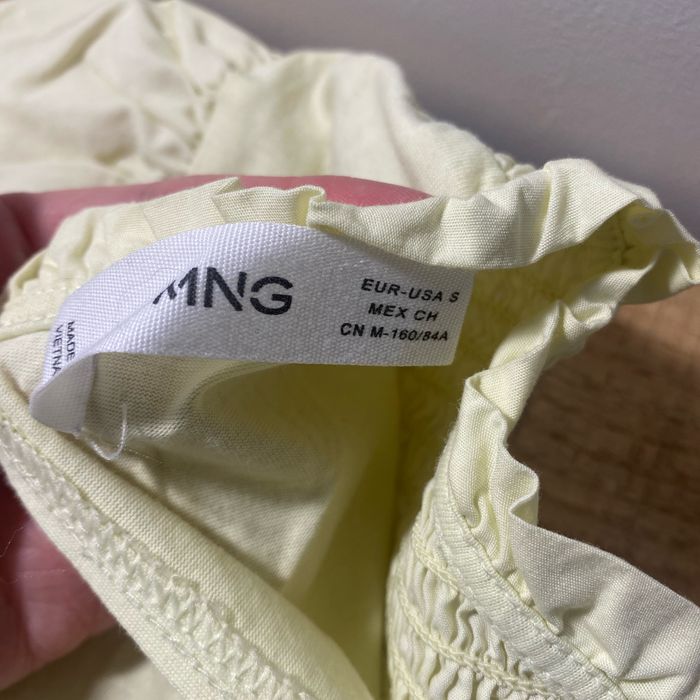 MNG
EUR-USA S
MEX CH
CN M-160/84A
MADE
VIETNA